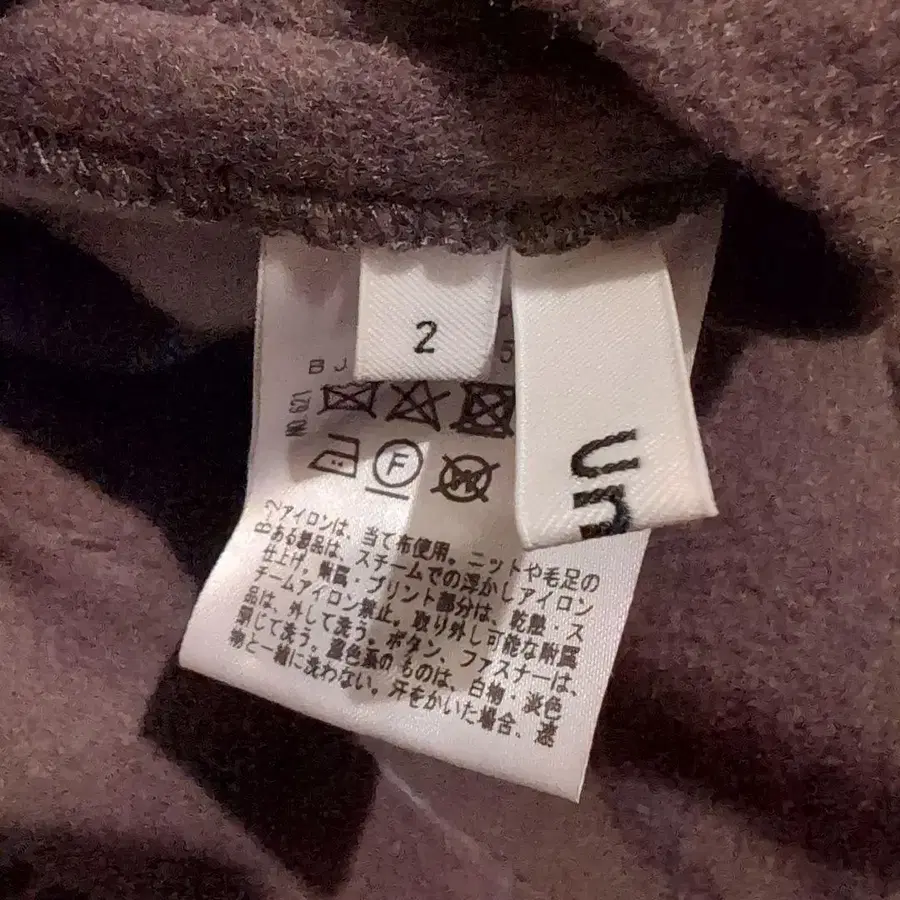 2
5
B J
NO.621
F
un
B-2
アイロンは、当て布使用。ニットや毛足の
ある製品は、スチームでの浮かしアイロン
仕上げ。附属・プリント部分は、乾熱・ス
チームアイロン禁止。取り外し可能な附属
品は、外して洗う。ボタン、ファスナーは、
閉じて洗う。濃色系のものは、白物・淡色
物と一緒に洗わない。汗をかいた場合、速